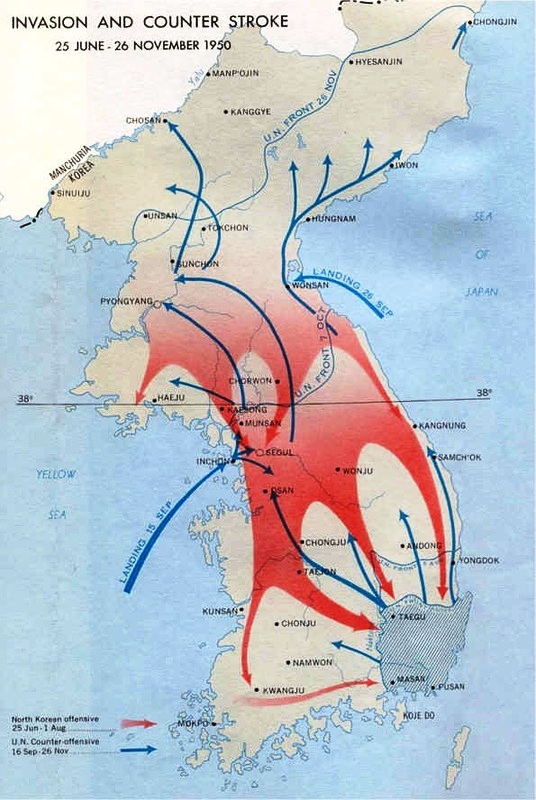 INVASION AND COUNTER STROKE
25 JUNE - 26 NOVEMBER 1950
CHONGJIN
HYESANJIN
Yalu
MANP'OJIN
U.N. FRONT 26 NOV
KANGGYE
CHOSAN
MANCHURIA
KOREA
IWON
SINUIJU
UNSAN
HUNGNAM
SEA
OF
JAPAN
TOKCHON
SUNCHON
LANDING 26 SEP
WONSAN
PYONGYANG
U.N. FRONT 7 OCT
CHORWON
38°
38°
HAEJU
KAESONG
MUNSAN
KANGNUNG
SEOUL
SAMCH'OK
INCHON
WONJU
YELLOW
SEA
OSAN
LANDING 15 SEP
CHONGJU
ANDONG
YONGDOK
TAEJON
KUNSAN
TAEGU
CHONJU
NAMWON
MASAN
PUSAN
KWANGJU
KOJE DO
MOKPO
North Korean offensive
25 Jun - 1 Aug
U.N. Counter-offensive
16 Sep - 26 Nov